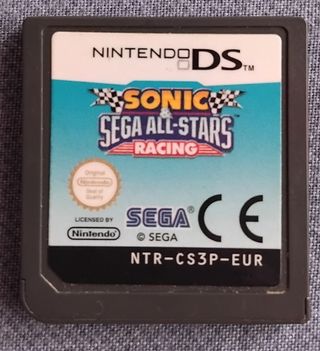 NINTENDO DS™
SONIC
&
SEGA ALL-STARS
RACING
Original
Nintendo
Seal of
Quality
LICENSED BY
Nintendo
SEGA
© SEGA
CE
NTR-CS3P-EUR